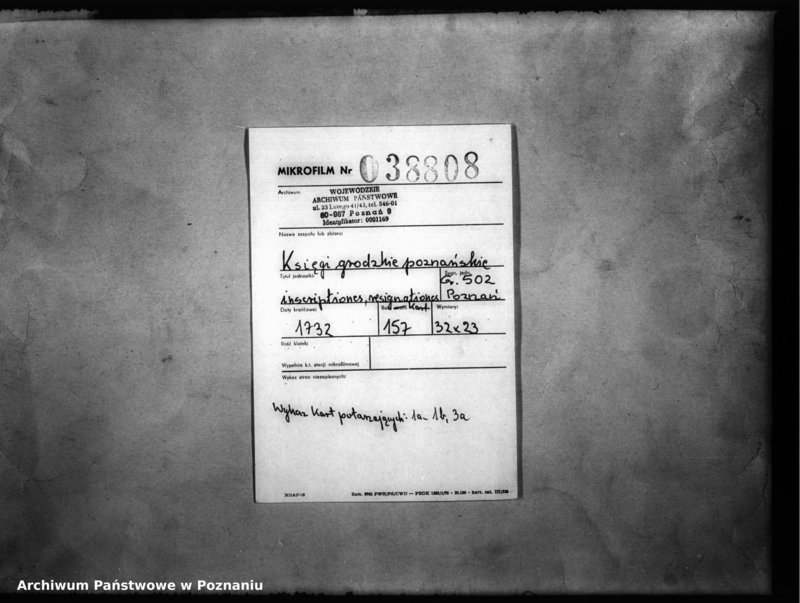 MIKROFILM Nr 038808
Archiwum
WOJEWÓDZKIE
ARCHIWUM PAŃSTWOWE
ul. 23 Lutego 41/43, tel. 546-01
60-967 Poznań 9
Identyfikator: 0001169
Nazwa zespołu lub zbioru:
Księgi grodzkie poznańskie
Tytuł jednostki:
Sygn. jedn.
Gr. 502
inscriptiones, resignationes
Poznań
Daty krańcowe:
Ilość
Kart
Wymiary:
1732
157
32x23
Ilość klatek:
Wypełnia k.t. stacji mikrofilmowej
Wykaz stron niezapisanych:
Wykaz Kart powtarzających: 1a- 1b, 3a
NDAP-18
Archiwum Państwowe w Poznaniu